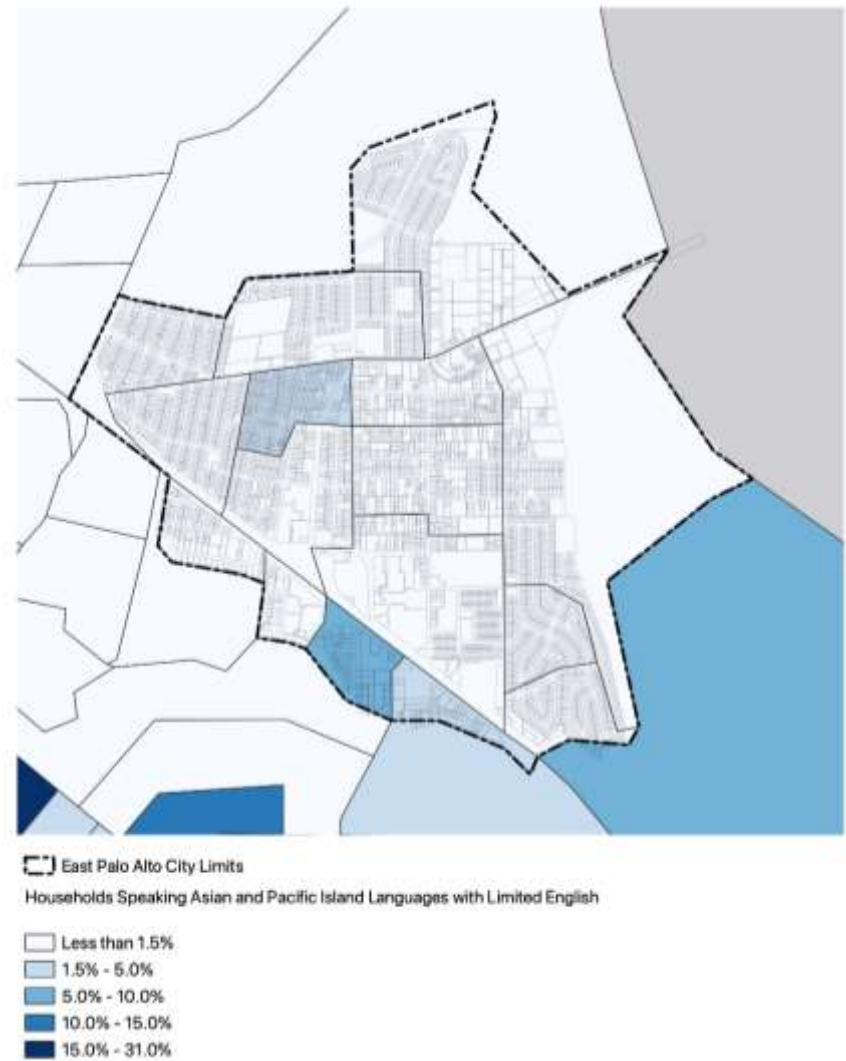 East Palo Alto City Limits
Households Speaking Asian and Pacific Island Languages with Limited English
Less than 1.5%
1.5% - 5.0%
5.0% - 10.0%
10.0% - 15.0%
15.0% - 31.0%